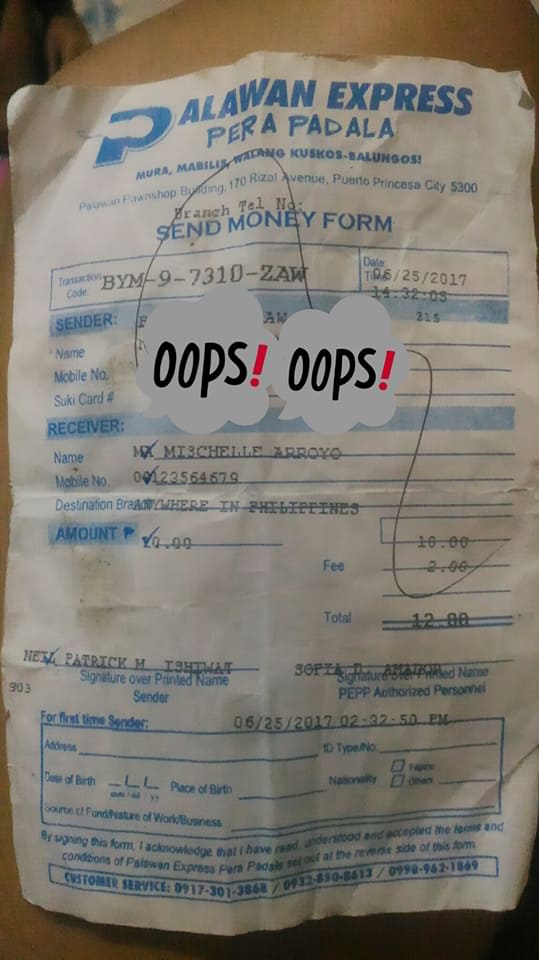 PALAWAN EXPRESS
PERA PADALA
MURA, MABILIS, WALANG KUSKOS-BALUNGOS!
Palawan Pawnshop Building, 170 Rizal Avenue, Puerto Princesa City 5300
Branch Tel No:
SEND MONEY FORM
Transaction Code: BYM-9-7310-ZAW
Date: 06/25/2017
Time 14:32:05
SENDER:
315
Name
OOPS! OOPS!
Mobile No.
Suki Card #
RECEIVER:
Name MI3CHELLE ARROYO
Mobile No. 00123564679
Destination Branch ANYWHERE IN PHILIPPINES
AMOUNT ₱ 10.00
10.00
Fee 2.00
Total 12.00
NEIL PATRICK M
SOFIA D. AMADOR
Signature over Printed Name
Signature over Printed Name
Sender
PEPP Authorized Personnel
903
For first time Sender: 06/25/2017 02-32-50 PM
Address
ID Type/No.
Date of Birth Place of Birth
mm / dd / yy
Nationality Filipino
Others
Source of Fund/Nature of Work/Business
By signing this form, I acknowledge that I have read, understood and accepted the terms and
conditions of Palawan Express Pera Padala set out at the reverse side of this form.
CUSTOMER SERVICE: 0917-301-3868 / 0932-850-8613 / 0998-962-1869